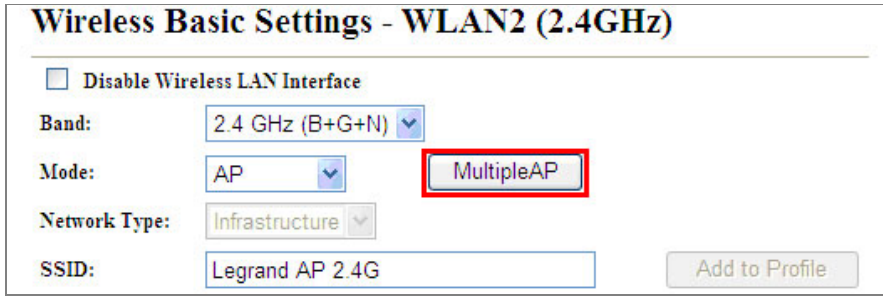 Wireless Basic Settings - WLAN2 (2.4GHz)
Disable Wireless LAN Interface
Band: 2.4 GHz (B+G+N)
Mode: AP MultipleAP
Network Type: Infrastructure
SSID: Legrand AP 2.4G Add to Profile